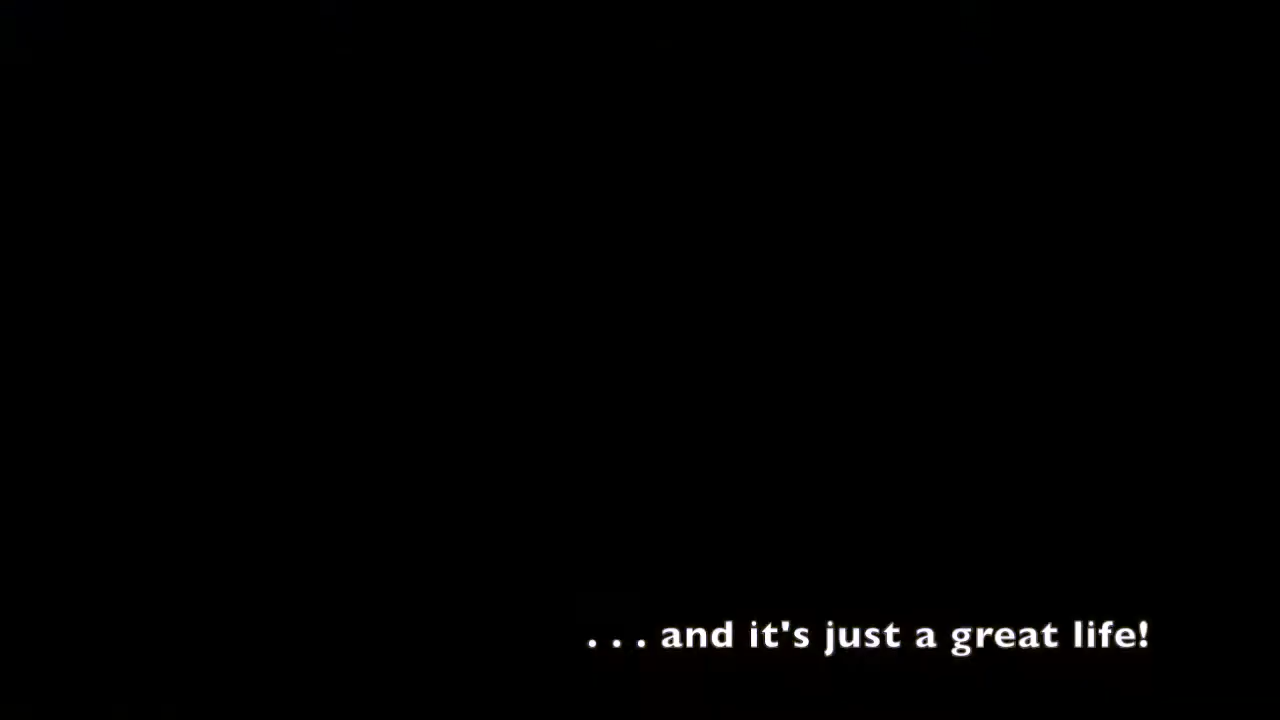 . . . and it's just a great life!